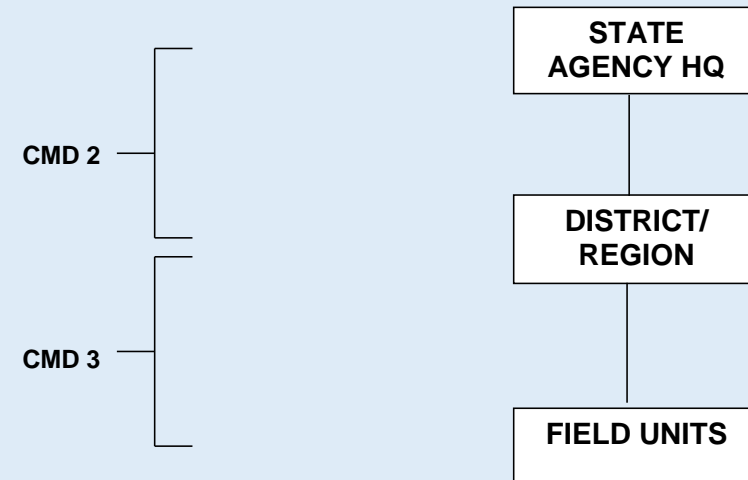 STATE
AGENCY HQ
CMD 2
DISTRICT/
REGION
CMD 3
FIELD UNITS